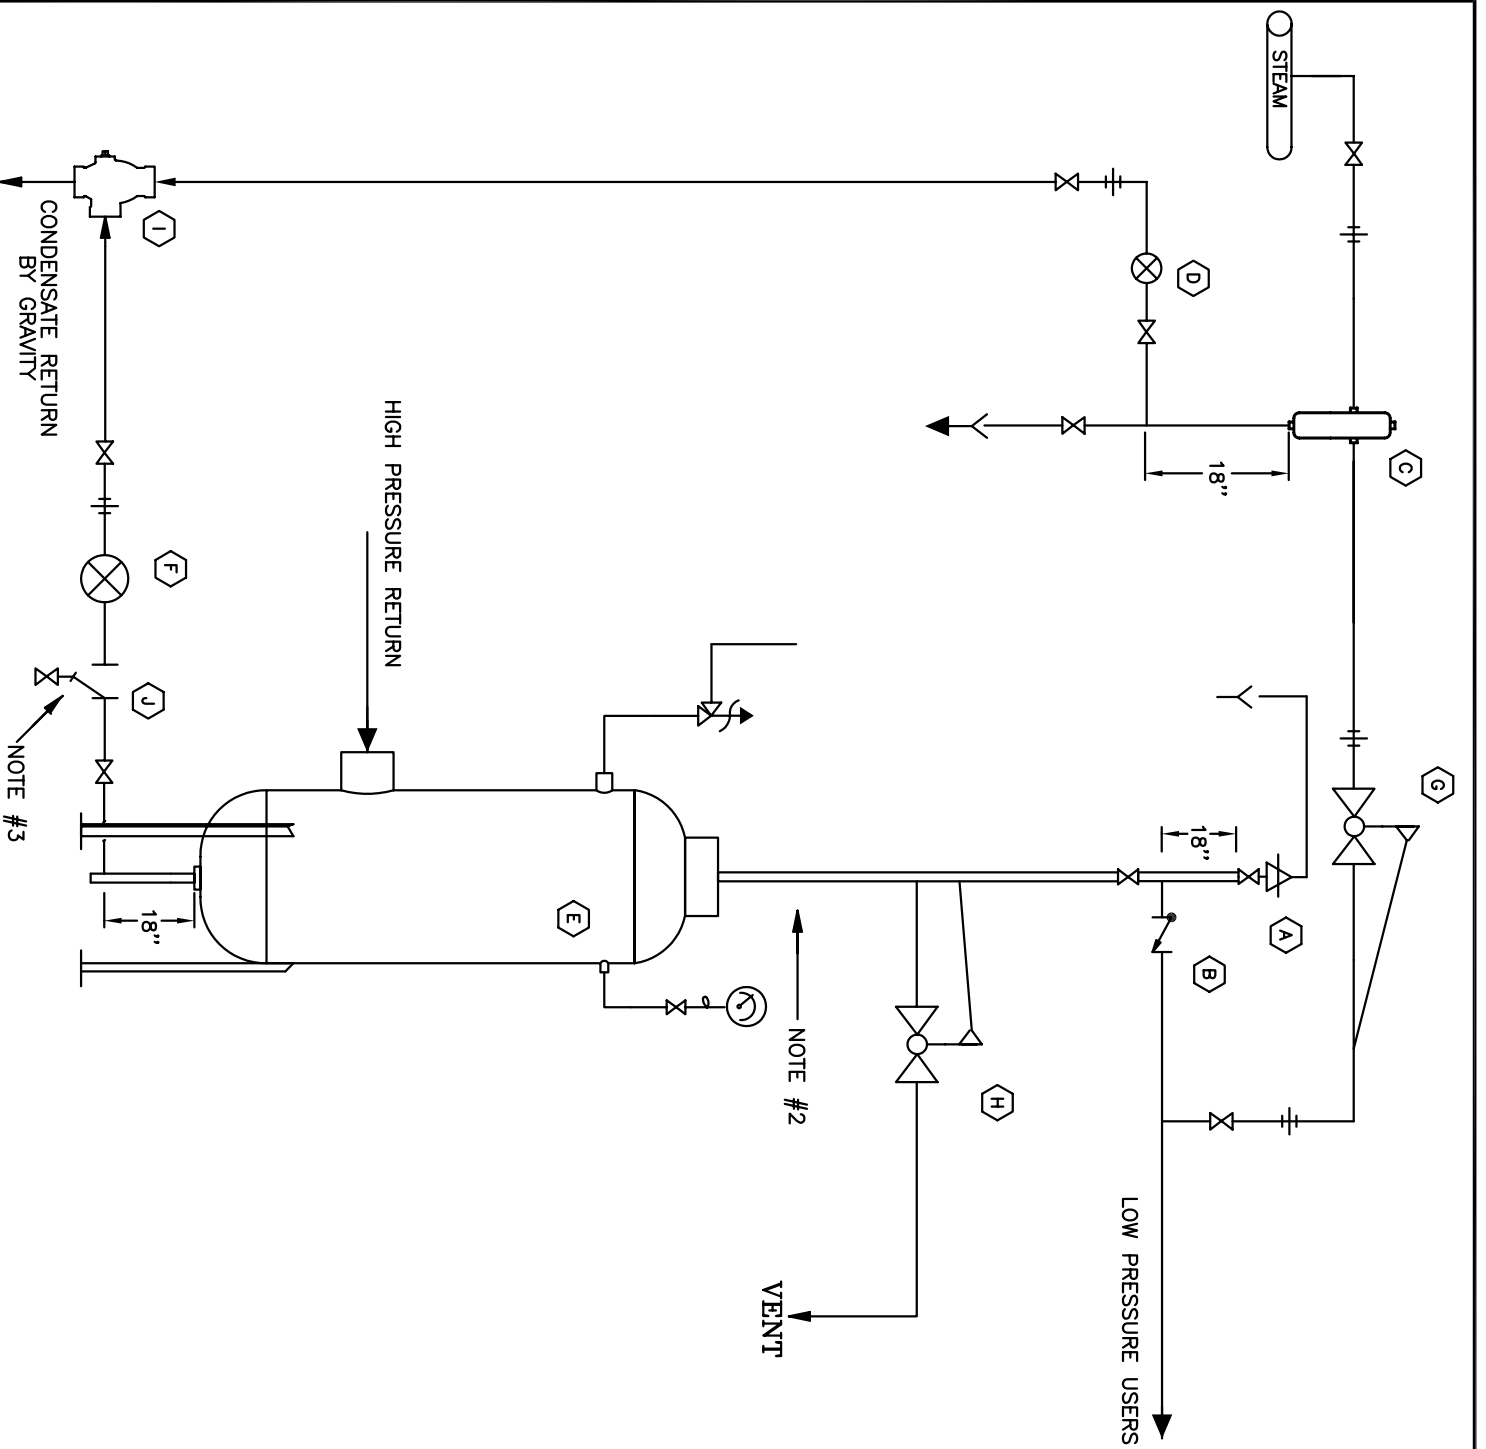 STEAM
G
C
A
18"
B
D
18"
LOW PRESSURE USERS
H
NOTE #2
VENT
E
HIGH PRESSURE RETURN
I
F
J
18"
CONDENSATE RETURN
BY GRAVITY
NOTE #3